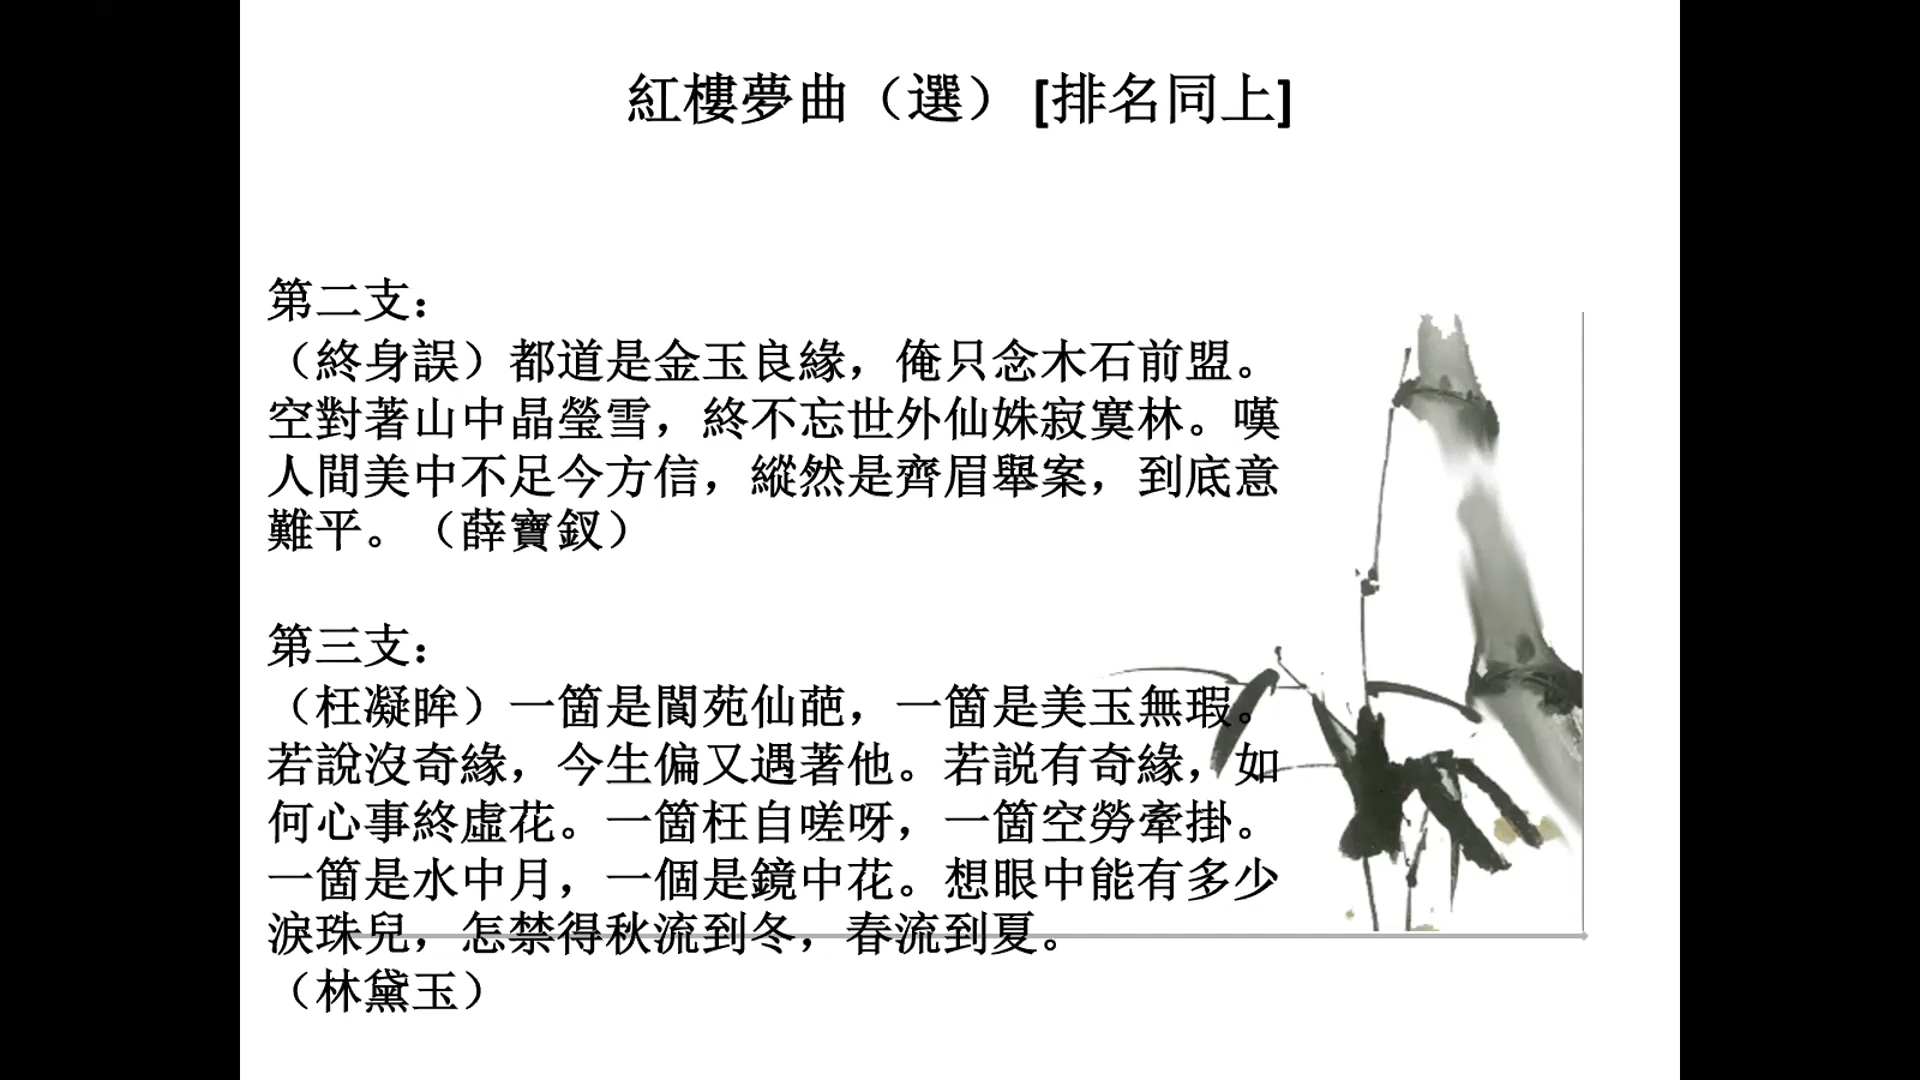 紅樓夢曲（選） [排名同上]
第二支：
（終身誤）都道是金玉良緣，俺只念木石前盟。
空對著山中晶瑩雪，終不忘世外仙姝寂寞林。嘆
人間美中不足今方信，縱然是齊眉舉案，到底意
難平。（薛寶釵）
第三支：
（枉凝眸）一箇是閬苑仙葩，一箇是美玉無瑕。
若說沒奇緣，今生偏又遇著他。若説有奇緣，如
何心事終虛花。一箇枉自嗟呀，一箇空勞牽掛。
一箇是水中月，一個是鏡中花。想眼中能有多少
淚珠兒，怎禁得秋流到冬，春流到夏。
（林黛玉）